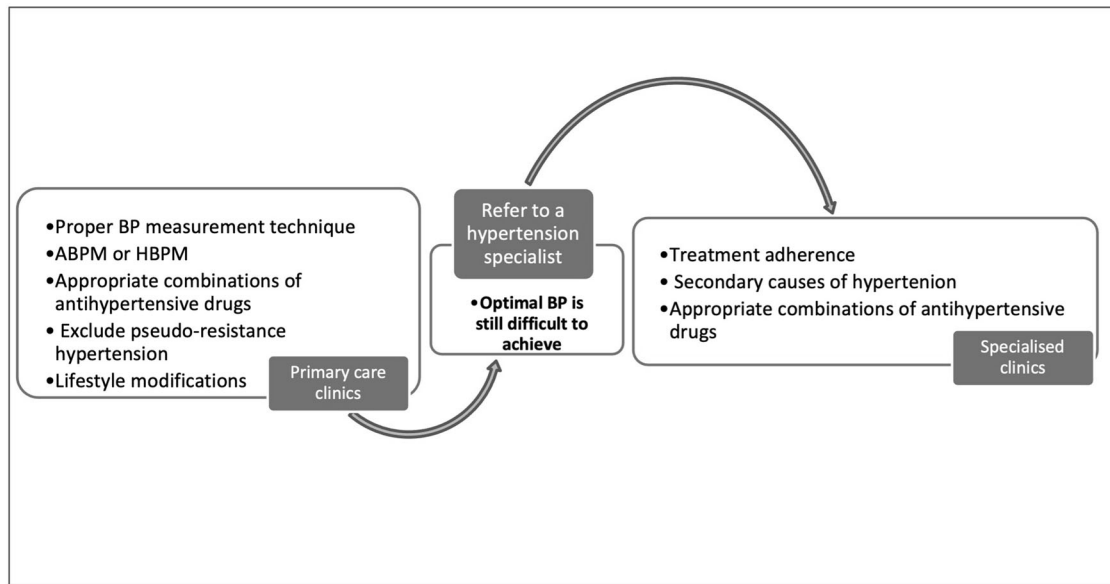 •Proper BP measurement technique
•ABPM or HBPM
•Appropriate combinations of
antihypertensive drugs
• Exclude pseudo-resistance
hypertension
•Lifestyle modifications
Primary care
clinics
Refer to a
hypertension
specialist
•Optimal BP is
still difficult to
achieve
•Treatment adherence
• Secondary causes of hypertenion
•Appropriate combinations of antihypertensive
drugs
Specialised
clinics